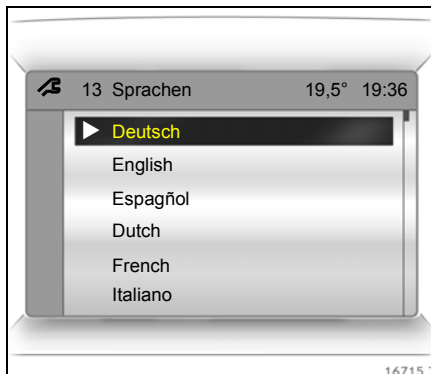 13 Sprachen 19,5° 19:36
Deutsch
English
Espagñol
Dutch
French
Italiano